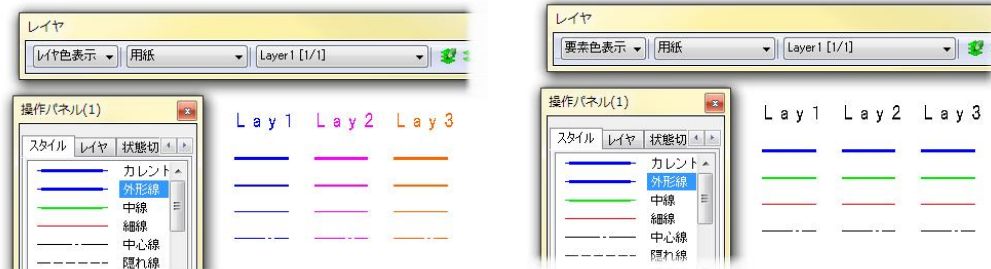 レイヤ
レイヤ色表示 用紙 Layer1 [1/1]
操作パネル(1)
スタイル レイヤ 状態切
カレント
外形線
中線
細線
中心線
隠れ線
Lay1 Lay2 Lay3
レイヤ
要素色表示 用紙 Layer1 [1/1]
操作パネル(1)
スタイル レイヤ 状態切
カレント
外形線
中線
細線
中心線
隠れ線
Lay1 Lay2 Lay3